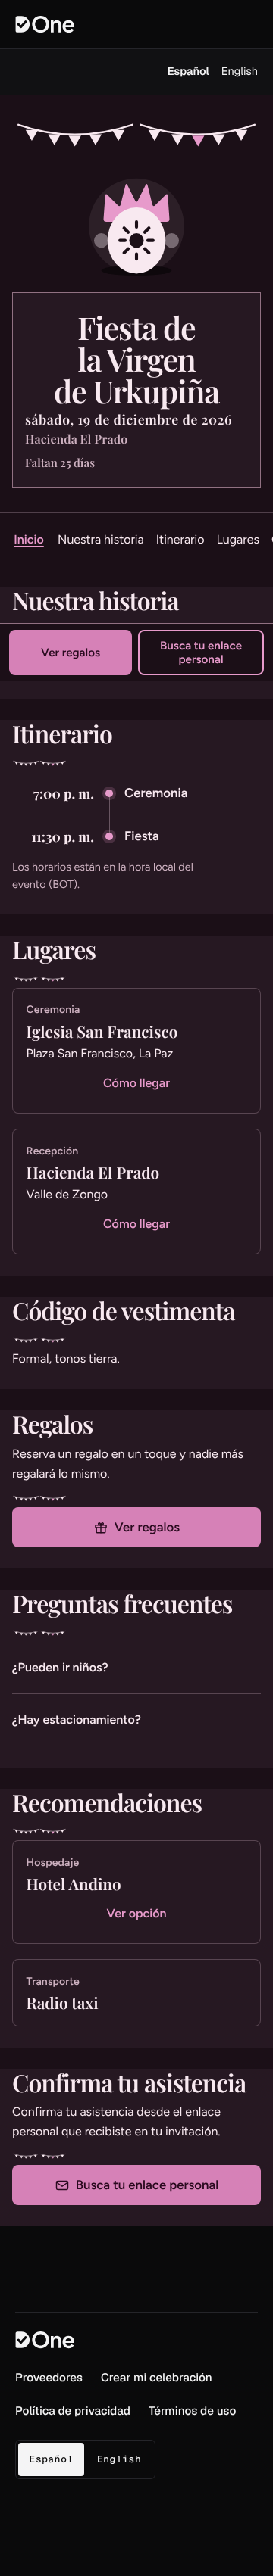 One
Español English
Fiesta de
la Virgen
de Urkupiña
sábado, 19 de diciembre de 2026
Hacienda El Prado
Faltan 25 días
Inicio Nuestra historia Itinerario Lugares
Nuestra historia
Ver regalos
Busca tu enlace
personal
Itinerario
7:00 p. m. Ceremonia
11:30 p. m. Fiesta
Los horarios están en la hora local del
evento (BOT).
Lugares
Ceremonia
Iglesia San Francisco
Plaza San Francisco, La Paz
Cómo llegar
Recepción
Hacienda El Prado
Valle de Zongo
Cómo llegar
Código de vestimenta
Formal, tonos tierra.
Regalos
Reserva un regalo en un toque y nadie más
regalará lo mismo.
Ver regalos
Preguntas frecuentes
¿Pueden ir niños?
¿Hay estacionamiento?
Recomendaciones
Hospedaje
Hotel Andino
Ver opción
Transporte
Radio taxi
Confirma tu asistencia
Confirma tu asistencia desde el enlace
personal que recibiste en tu invitación.
Busca tu enlace personal
One
Proveedores Crear mi celebración
Política de privacidad Términos de uso
Español English